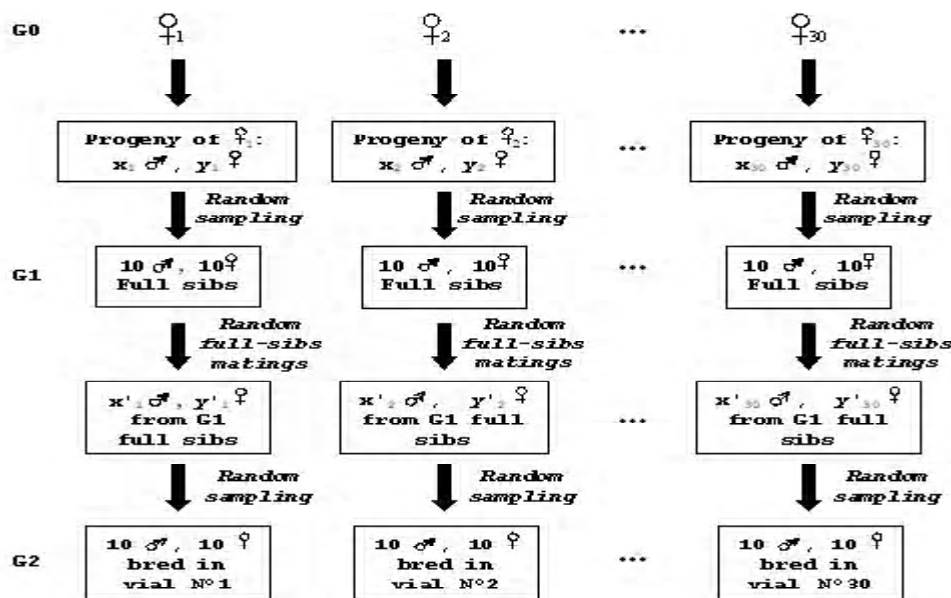 G0 ♀1 ♀2 ... ♀30
Progeny of ♀1: Progeny of ♀2: ... Progeny of ♀30:
x1 ♂, y1 ♀ x2 ♂, y2 ♀ x30 ♂, y30 ♀
Random Random Random
sampling sampling sampling
G1 10 ♂, 10♀ 10 ♂, 10♀ ... 10 ♂, 10♀
Full sibs Full sibs Full sibs
Random Random Random
full-sibs full-sibs full-sibs
matings matings matings
x'1 ♂, y'1 ♀ x'2 ♂, y'2 ♀ x'30 ♂, y'30 ♀
from G1 from G1 full ... from G1 full
full sibs sibs sibs
Random Random Random
sampling sampling sampling
G2 10 ♂, 10 ♀ 10 ♂, 10 ♀ ... 10 ♂, 10 ♀
bred in bred in bred in
vial N°1 vial N°2 vial N°30